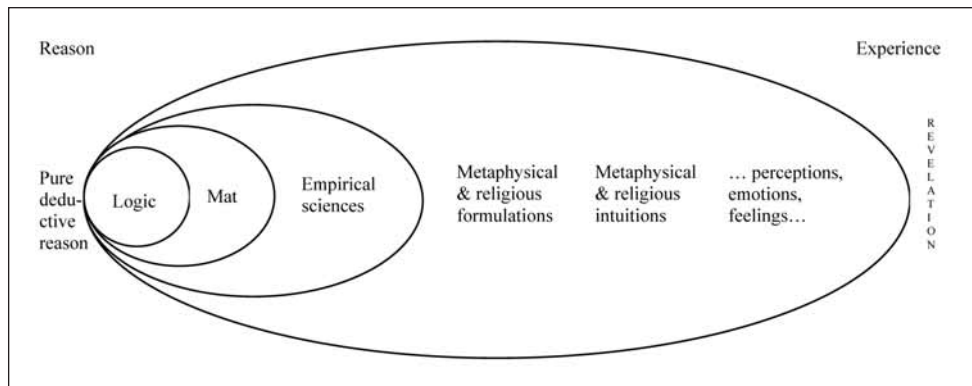 Reason
Experience
Pure
dedu-
ctive
reason
Logic
Mat
Empirical
sciences
Metaphysical
& religious
formulations
Metaphysical
& religious
intuitions
… perceptions,
emotions,
feelings…
REVELATION